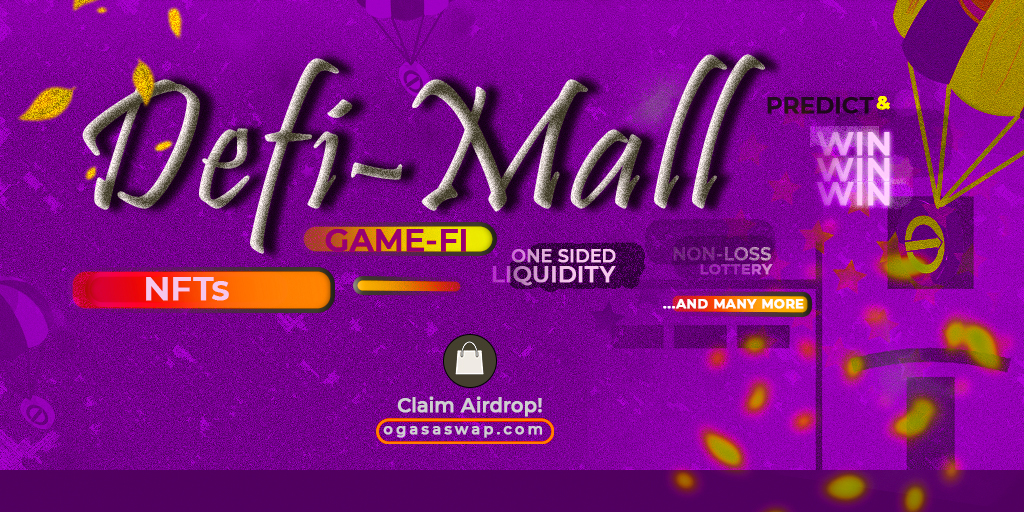 Defi-Mall
PREDICT &
WIN
WIN
WIN
GAME-FI
ONE SIDED
LIQUIDITY
NON-LOSS
LOTTERY
NFTs
...AND MANY MORE
Claim Airdrop!
ogasaswap.com